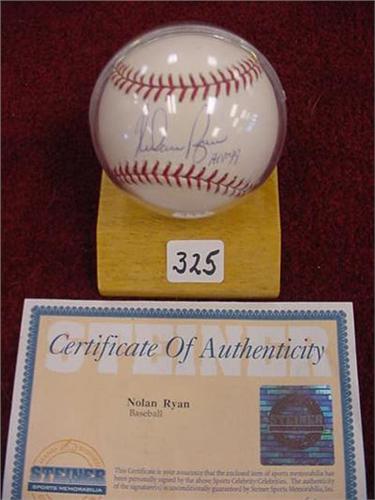 Nolan Ryan
HOF 99
325
STEINER
Certificate Of Authenticity
Nolan Ryan
Baseball
STEINER
STEINER
SPORTS MEMORABILIA
This Certificate is your assurance that the enclosed item of sports memorabilia has
been personally signed by the above Sports Celebrity/Celebrities. The authenticity
of the signature(s) is unconditionally guaranteed by Steiner Sports Memorabilia, Inc.